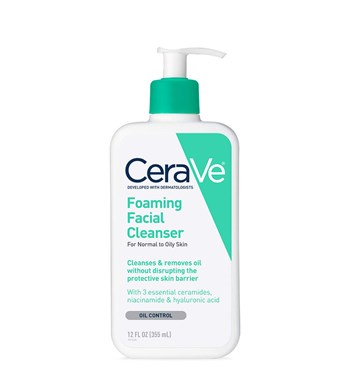 CeraVe
DEVELOPED WITH DERMATOLOGISTS
Foaming
Facial
Cleanser
For Normal to Oily Skin
Cleanses & removes oil
without disrupting the
protective skin barrier
With 3 essential ceramides,
niacinamide & hyaluronic acid
OIL CONTROL
12 FL OZ (355 mL)